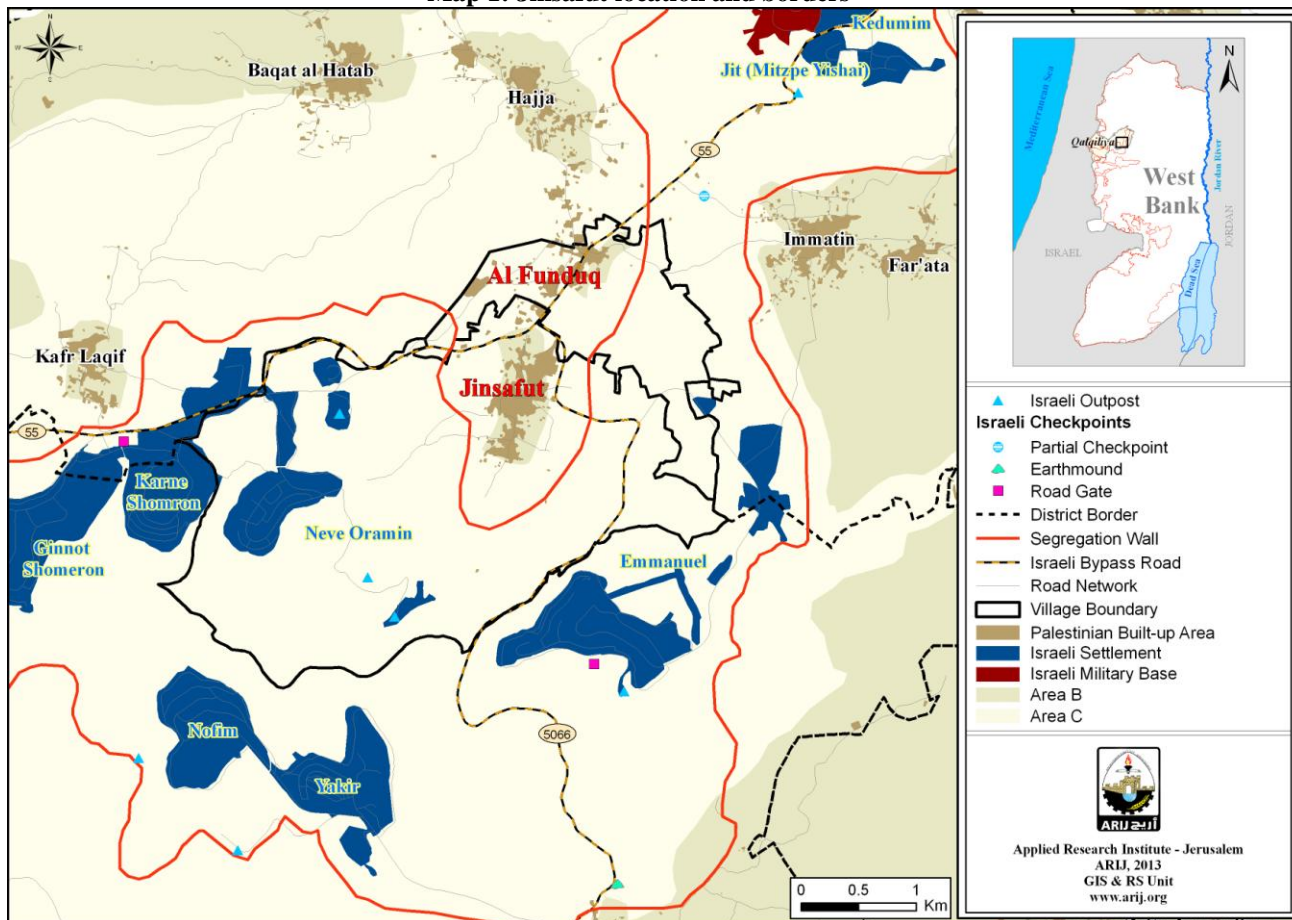 Map 1: Jinsafut location and borders
Kedumim
Jit (Mitzpe Yishai)
Baqat al Hatab
Hajja
55
Immatin
Far'ata
Al Funduq
Kafr Laqif
Jinsafut
55
Karne
Shomron
Neve Oramin
Ginnot
Shomeron
Emmanuel
Nofim
Yakir
5066
0 0.5 1
Km
N
E
S
W
N
Mediterranean Sea
Qalqiliya
West
Bank
Jordan River
JORDAN
ISRAEL
Dead Sea
Israeli Outpost
Israeli Checkpoints
Partial Checkpoint
Earthmound
Road Gate
District Border
Segregation Wall
Israeli Bypass Road
Road Network
Village Boundary
Palestinian Built-up Area
Israeli Settlement
Israeli Military Base
Area B
Area C
ARIJ أريج
Applied Research Institute - Jerusalem
ARIJ, 2013
GIS & RS Unit
www.arij.org